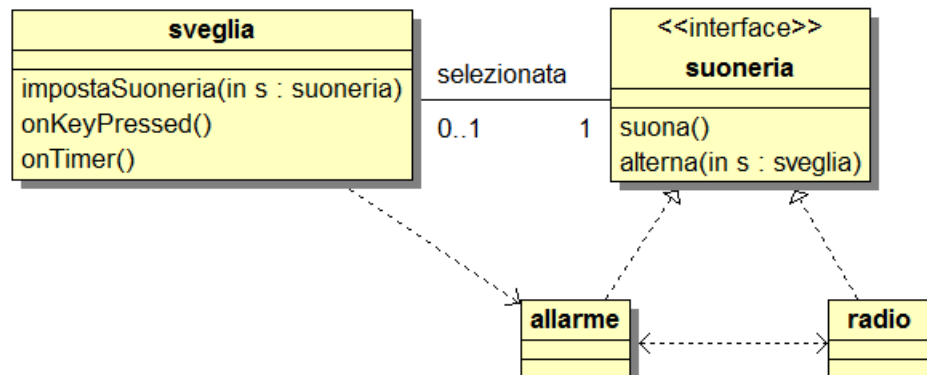 sveglia
impostaSuoneria(in s : suoneria)
onKeyPressed()
onTimer()
selezionata
0..1 1
<<interface>>
suoneria
suona()
alterna(in s : sveglia)
allarme
radio